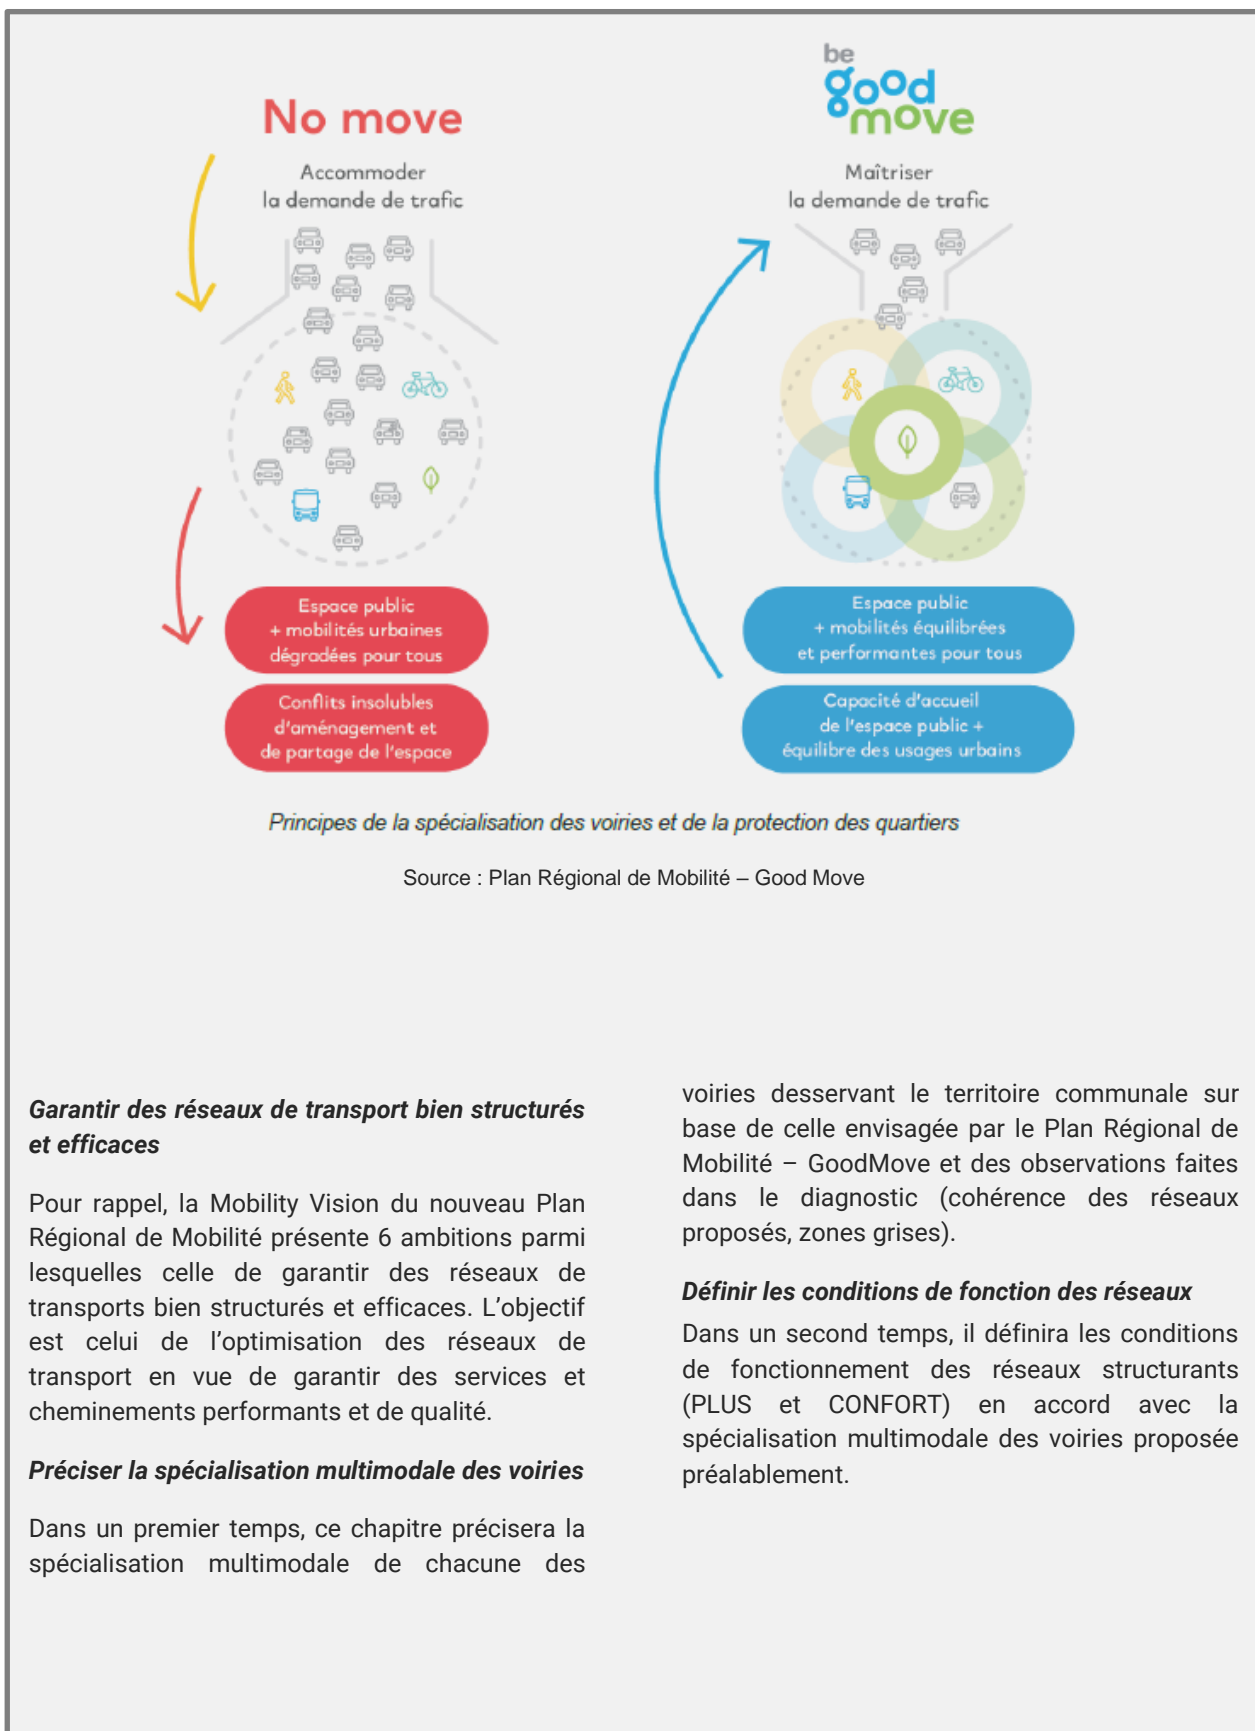 No move
Accommoder
la demande de trafic
Espace public
+ mobilités urbaines
dégradées pour tous
Conflits insolubles
d'aménagement et
de partage de l'espace
be
good
move
Maîtriser
la demande de trafic
Espace public
+ mobilités équilibrées
et performantes pour tous
Capacité d'accueil
de l'espace public +
équilibre des usages urbains
Principes de la spécialisation des voiries et de la protection des quartiers
Source : Plan Régional de Mobilité – Good Move
Garantir des réseaux de transport bien structurés
et efficaces
Pour rappel, la Mobility Vision du nouveau Plan
Régional de Mobilité présente 6 ambitions parmi
lesquelles celle de garantir des réseaux de
transports bien structurés et efficaces. L'objectif
est celui de l'optimisation des réseaux de
transport en vue de garantir des services et
cheminements performants et de qualité.
Préciser la spécialisation multimodale des voiries
Dans un premier temps, ce chapitre précisera la
spécialisation multimodale de chacune des
voiries desservant le territoire communale sur
base de celle envisagée par le Plan Régional de
Mobilité – GoodMove et des observations faites
dans le diagnostic (cohérence des réseaux
proposés, zones grises).
Définir les conditions de fonction des réseaux
Dans un second temps, il définira les conditions
de fonctionnement des réseaux structurants
(PLUS et CONFORT) en accord avec la
spécialisation multimodale des voiries proposée
préalablement.